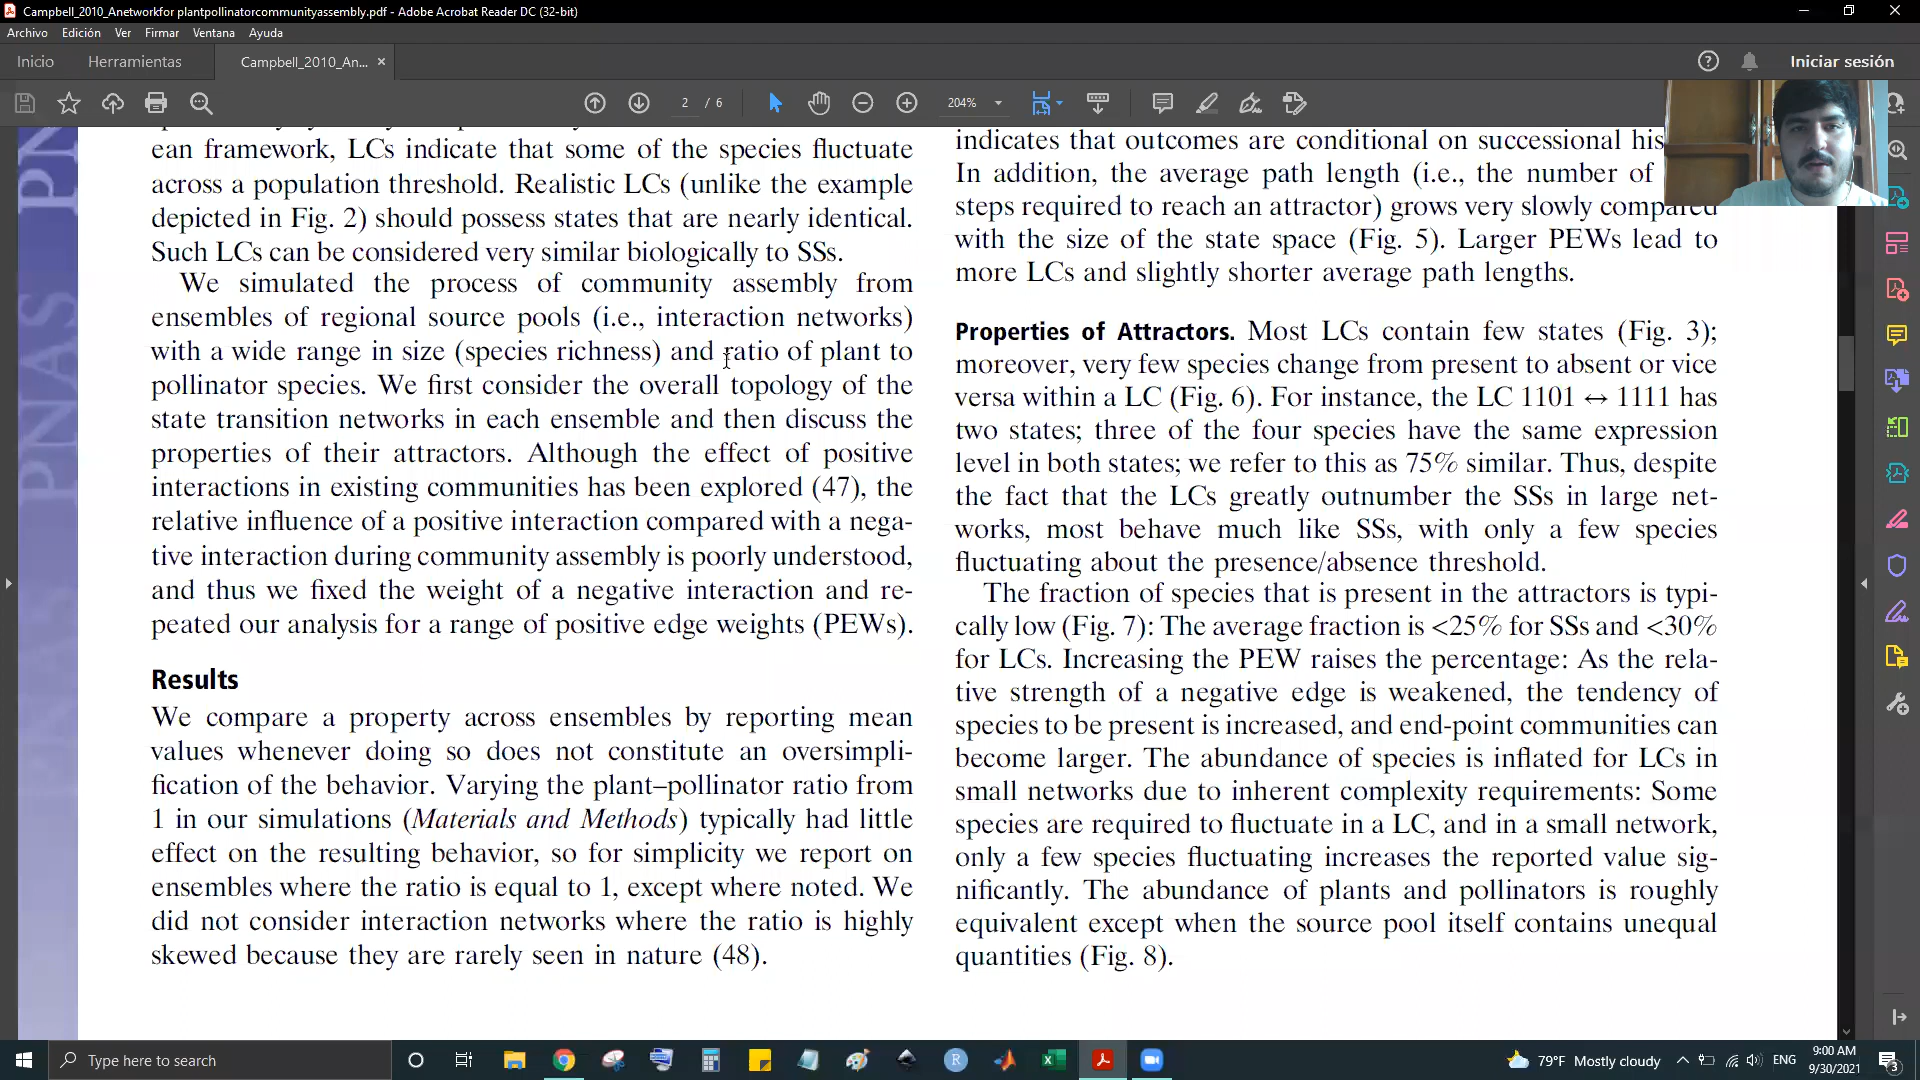 Campbell_2010_Anetworkfor plantpollinatorcommunityassembly.pdf - Adobe Acrobat Reader DC (32-bit)
Archivo Edición Ver Firmar Ventana Ayuda
Inicio Herramientas Campbell_2010_An... × Iniciar sesión
2 / 6 204%
ean framework, LCs indicate that some of the species fluctuate
across a population threshold. Realistic LCs (unlike the example
depicted in Fig. 2) should possess states that are nearly identical.
Such LCs can be considered very similar biologically to SSs.
We simulated the process of community assembly from
ensembles of regional source pools (i.e., interaction networks)
with a wide range in size (species richness) and ratio of plant to
pollinator species. We first consider the overall topology of the
state transition networks in each ensemble and then discuss the
properties of their attractors. Although the effect of positive
interactions in existing communities has been explored (47), the
relative influence of a positive interaction compared with a nega-
tive interaction during community assembly is poorly understood,
and thus we fixed the weight of a negative interaction and re-
peated our analysis for a range of positive edge weights (PEWs).
Results
We compare a property across ensembles by reporting mean
values whenever doing so does not constitute an oversimpli-
fication of the behavior. Varying the plant–pollinator ratio from
1 in our simulations (Materials and Methods) typically had little
effect on the resulting behavior, so for simplicity we report on
ensembles where the ratio is equal to 1, except where noted. We
did not consider interaction networks where the ratio is highly
skewed because they are rarely seen in nature (48).
indicates that outcomes are conditional on successional his
In addition, the average path length (i.e., the number of
steps required to reach an attractor) grows very slowly compared
with the size of the state space (Fig. 5). Larger PEWs lead to
more LCs and slightly shorter average path lengths.
Properties of Attractors. Most LCs contain few states (Fig. 3);
moreover, very few species change from present to absent or vice
versa within a LC (Fig. 6). For instance, the LC 1101 ↔ 1111 has
two states; three of the four species have the same expression
level in both states; we refer to this as 75% similar. Thus, despite
the fact that the LCs greatly outnumber the SSs in large net-
works, most behave much like SSs, with only a few species
fluctuating about the presence/absence threshold.
The fraction of species that is present in the attractors is typi-
cally low (Fig. 7): The average fraction is <25% for SSs and <30%
for LCs. Increasing the PEW raises the percentage: As the rela-
tive strength of a negative edge is weakened, the tendency of
species to be present is increased, and end-point communities can
become larger. The abundance of species is inflated for LCs in
small networks due to inherent complexity requirements: Some
species are required to fluctuate in a LC, and in a small network,
only a few species fluctuating increases the reported value sig-
nificantly. The abundance of plants and pollinators is roughly
equivalent except when the source pool itself contains unequal
quantities (Fig. 8).
PNAS
Type here to search
79°F Mostly cloudy ENG 9:00 AM
9/30/2021 3